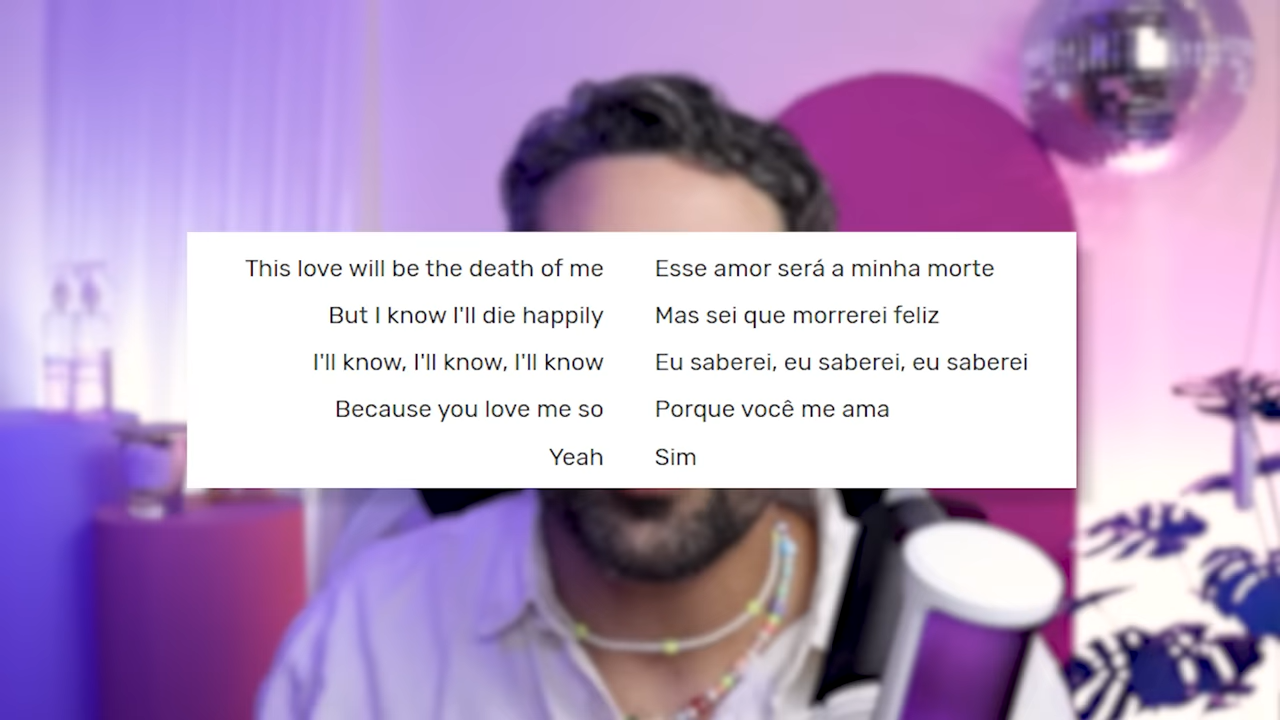 This love will be the death of me
Esse amor será a minha morte
But I know I'll die happily
Mas sei que morrerei feliz
I'll know, I'll know, I'll know
Eu saberei, eu saberei, eu saberei
Because you love me so
Porque você me ama
Yeah
Sim